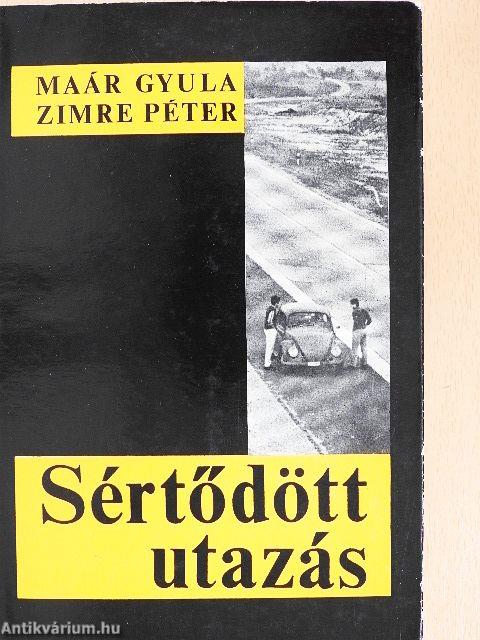 MAÁR GYULA
ZIMRE PÉTER
Sértődött
utazás
Antikvárium.hu